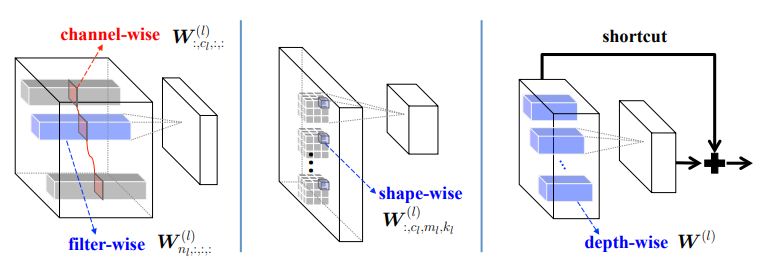 channel-wise W^{(l)}_{:,c_l,:,:}
filter-wise W^{(l)}_{n_l,:,:,:}
shape-wise
W^{(l)}_{:,c_l,m_l,k_l}
shortcut
depth-wise W^{(l)}